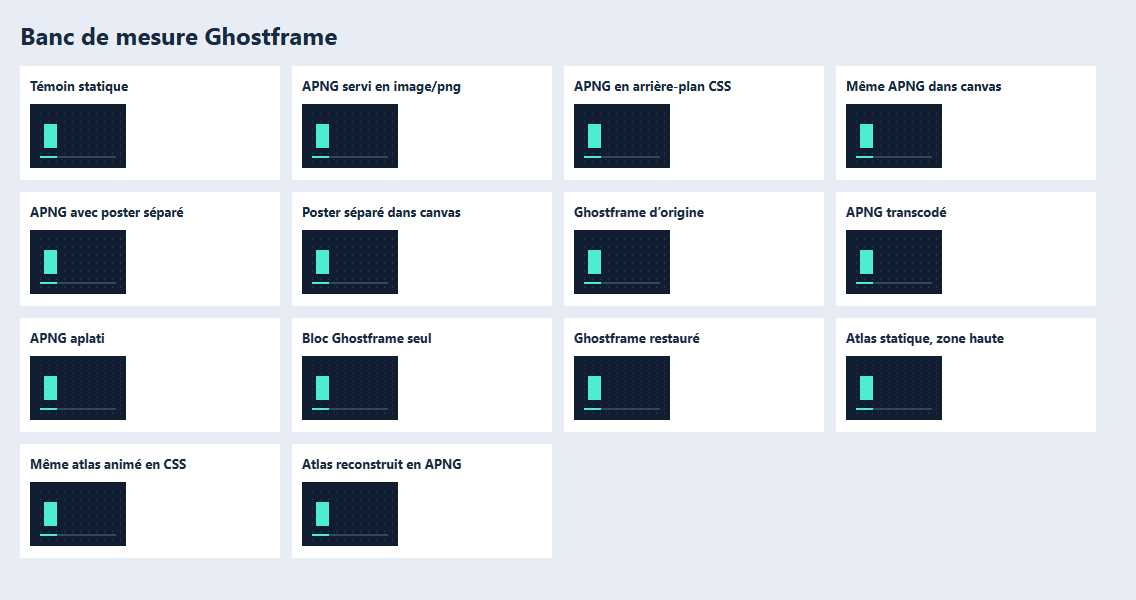 Banc de mesure Ghostframe
Témoin statique
APNG servi en image/png
APNG en arrière-plan CSS
Même APNG dans canvas
APNG avec poster séparé
Poster séparé dans canvas
Ghostframe d’origine
APNG transcodé
APNG aplati
Bloc Ghostframe seul
Ghostframe restauré
Atlas statique, zone haute
Même atlas animé en CSS
Atlas reconstruit en APNG